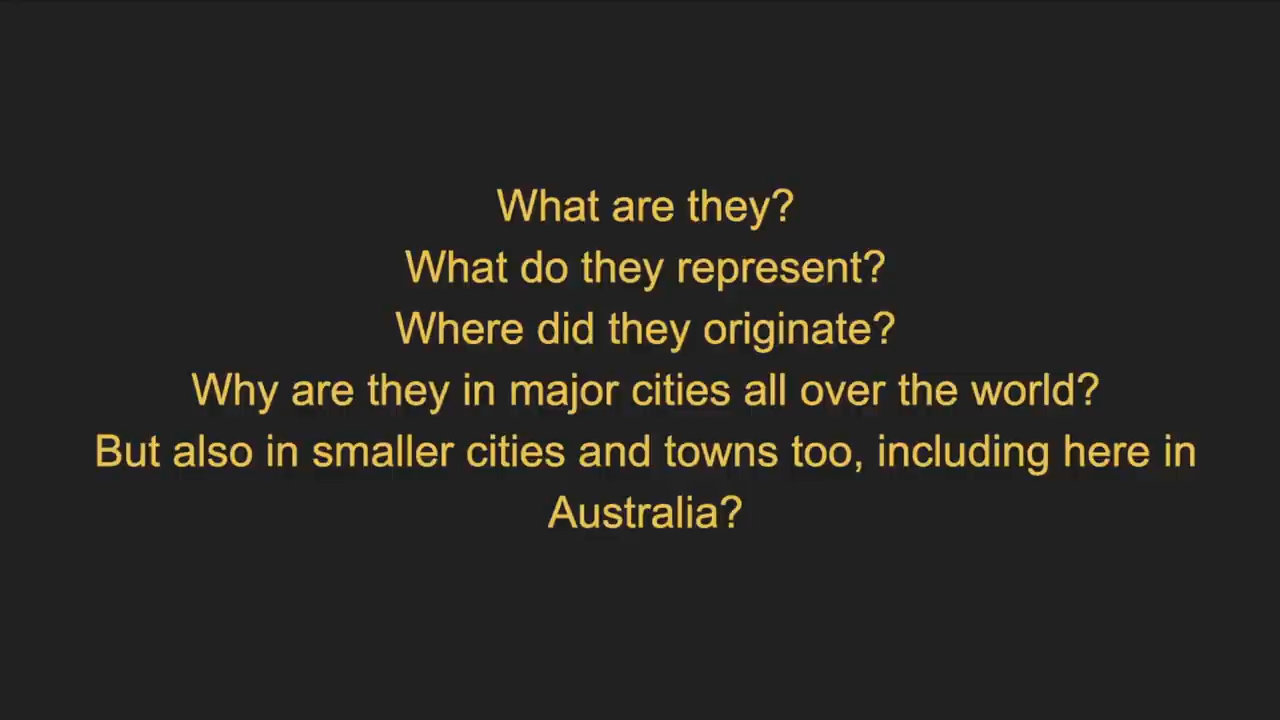 What are they?
What do they represent?
Where did they originate?
Why are they in major cities all over the world?
But also in smaller cities and towns too, including here in
Australia?